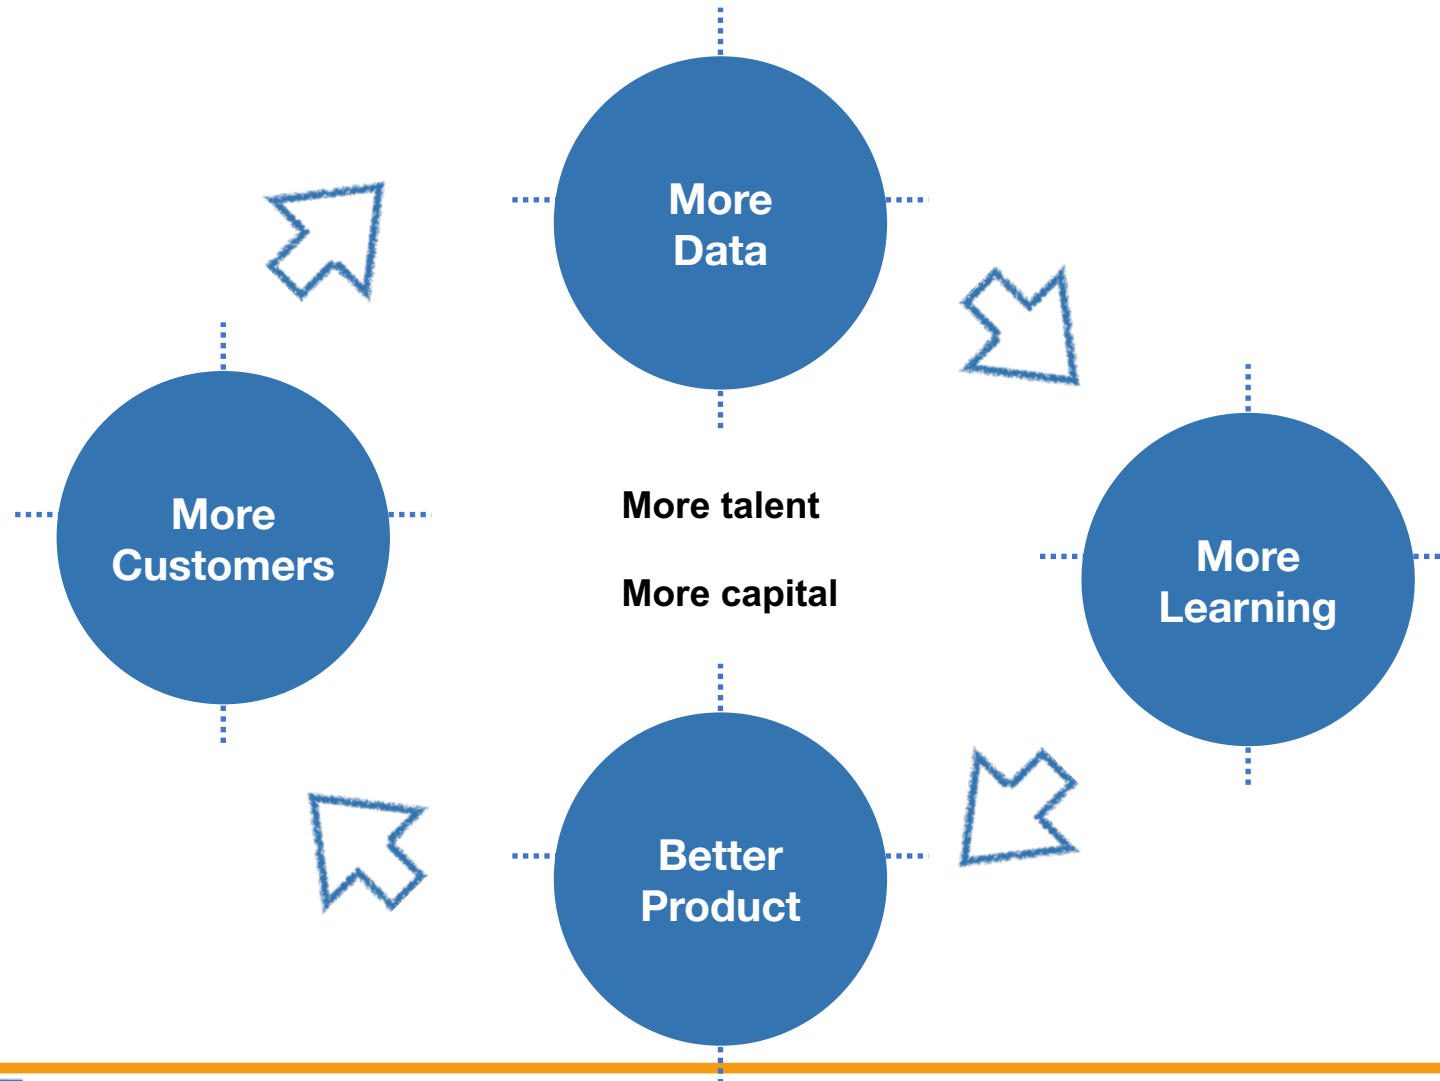 More
Data
More
Customers
More talent
More capital
More
Learning
Better
Product